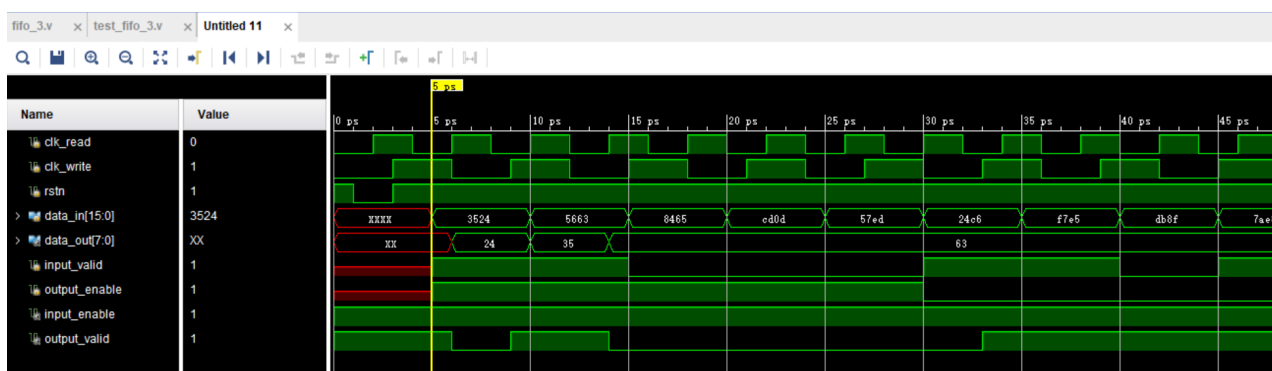 fifo_3.v × test_fifo_3.v × Untitled 11 ×
5 ps
Name Value
0 ps 5 ps 10 ps 15 ps 20 ps 25 ps 30 ps 35 ps 40 ps 45 ps
clk_read 0
clk_write 1
rstn 1
data_in[15:0] 3524 XXXX 3524 5663 8465 cd0d 57ed 24c6 f7e5 db8f 7ae
data_out[7:0] XX XX 24 35 63
input_valid 1
output_enable 1
input_enable 1
output_valid 1